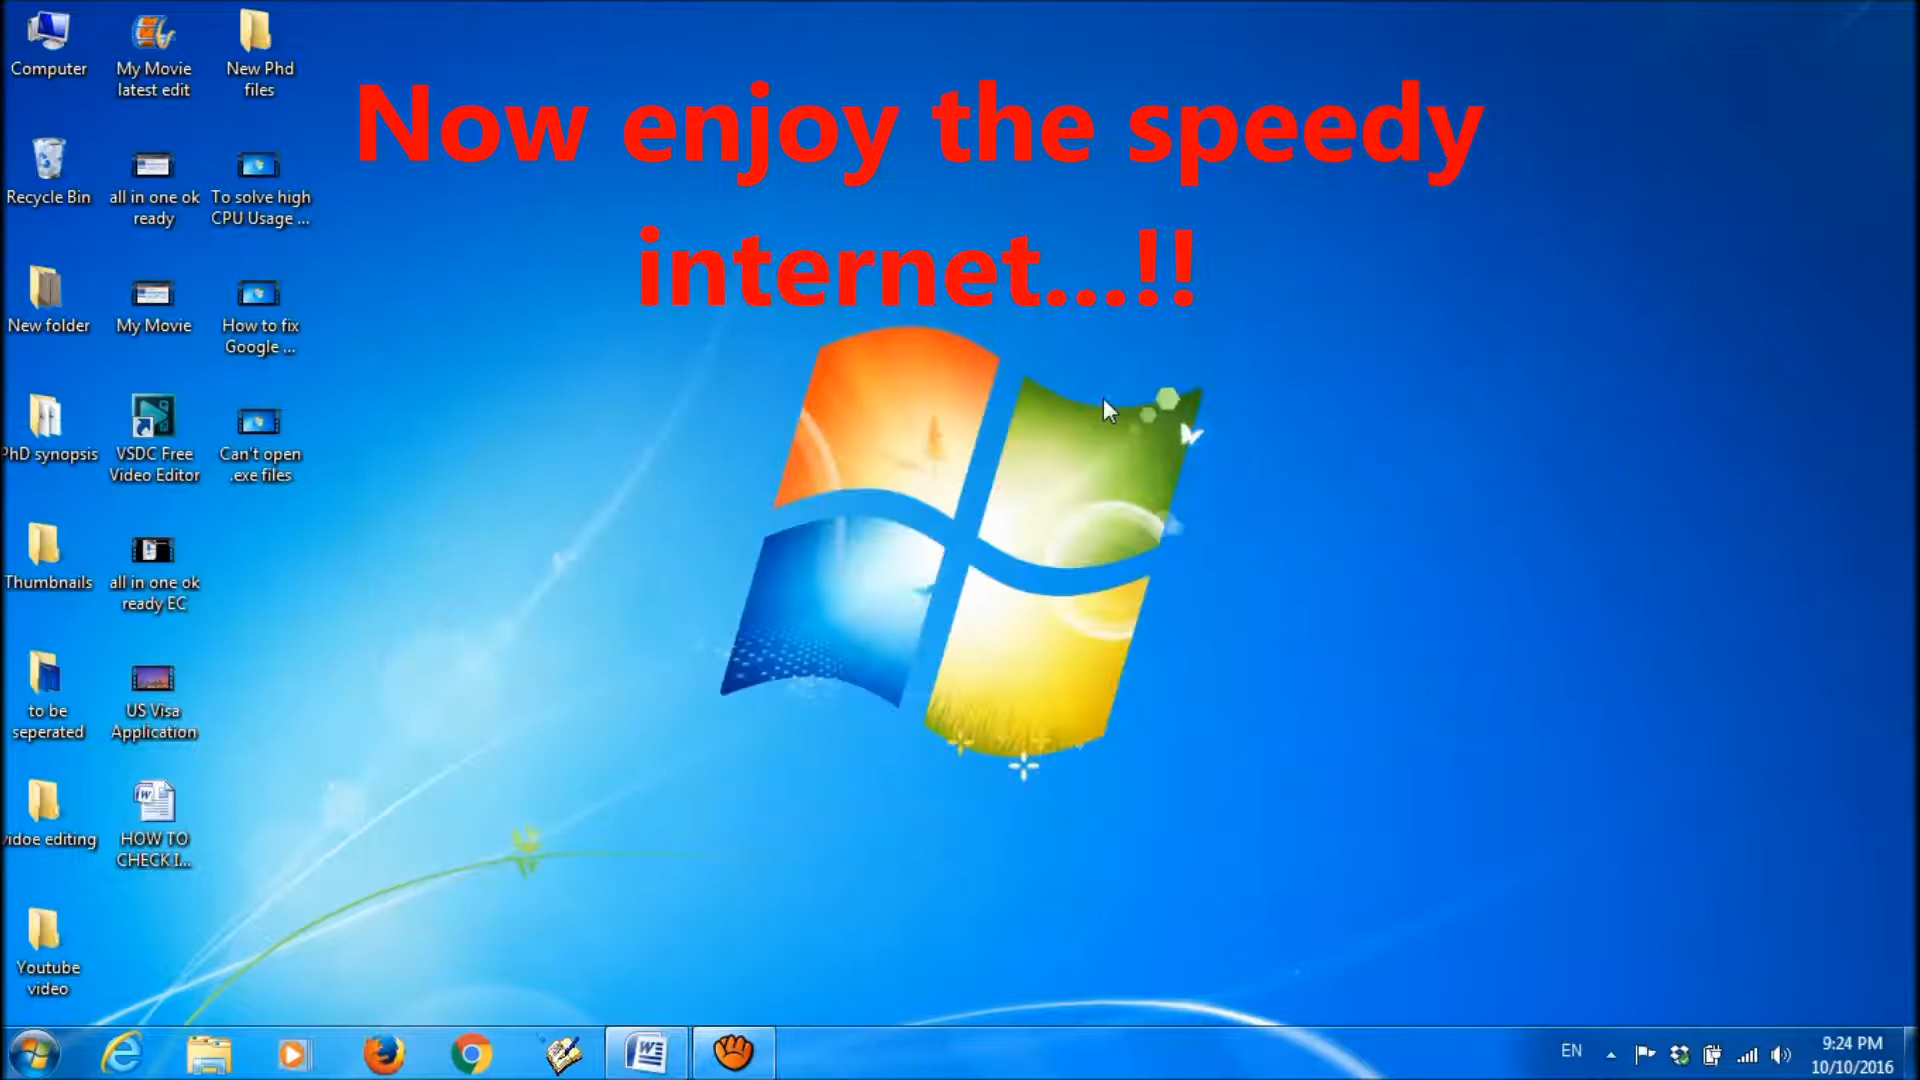 Now enjoy the speedy
internet...!!
Computer
My Movie
latest edit
New Phd
files
Recycle Bin
all in one ok
ready
To solve high
CPU Usage ...
New folder
My Movie
How to fix
Google ...
PhD synopsis
VSDC Free
Video Editor
Can't open
.exe files
Thumbnails
all in one ok
ready EC
to be
seperated
US Visa
Application
vidoe editing
HOW TO
CHECK I...
Youtube
video
EN
9:24 PM
10/10/2016